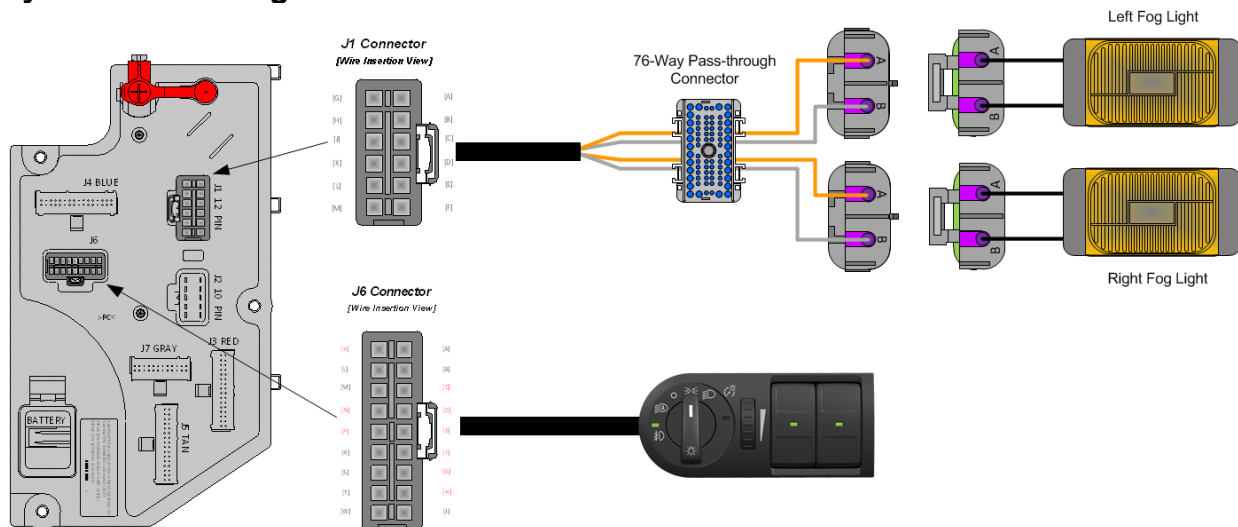 Left Fog Light
J1 Connector
[Wire Insertion View]
76-Way Pass-through
Connector
[G]
[A]
[H]
[B]
[J]
[C]
[K]
[D]
[L]
[E]
[M]
[F]
A
B
A
B
A
B
A
B
Right Fog Light
J4 BLUE
J1 12 PIN
J6
J2 10 PIN
>PC<
J3 RED
J7 GRAY
J5 TAN
BATTERY
J6 Connector
[Wire Insertion View]
[A]
[L]
[B]
[M]
[C]
[N]
[D]
[P]
[E]
[R]
[F]
[S]
[G]
[T]
[H]
[W]
[J]